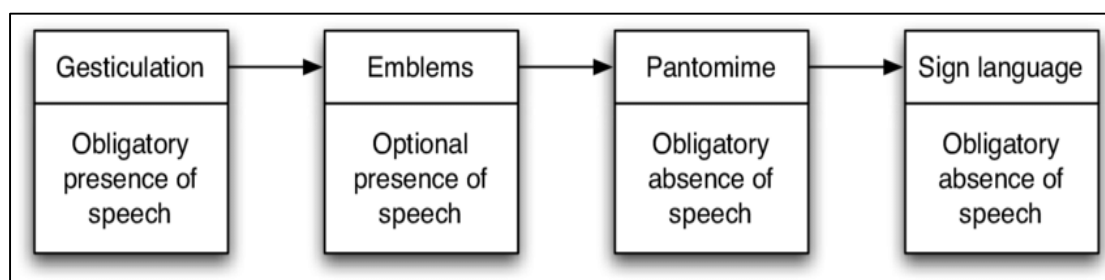 Gesticulation
Obligatory
presence of
speech
Emblems
Optional
presence of
speech
Pantomime
Obligatory
absence of
speech
Sign language
Obligatory
absence of
speech